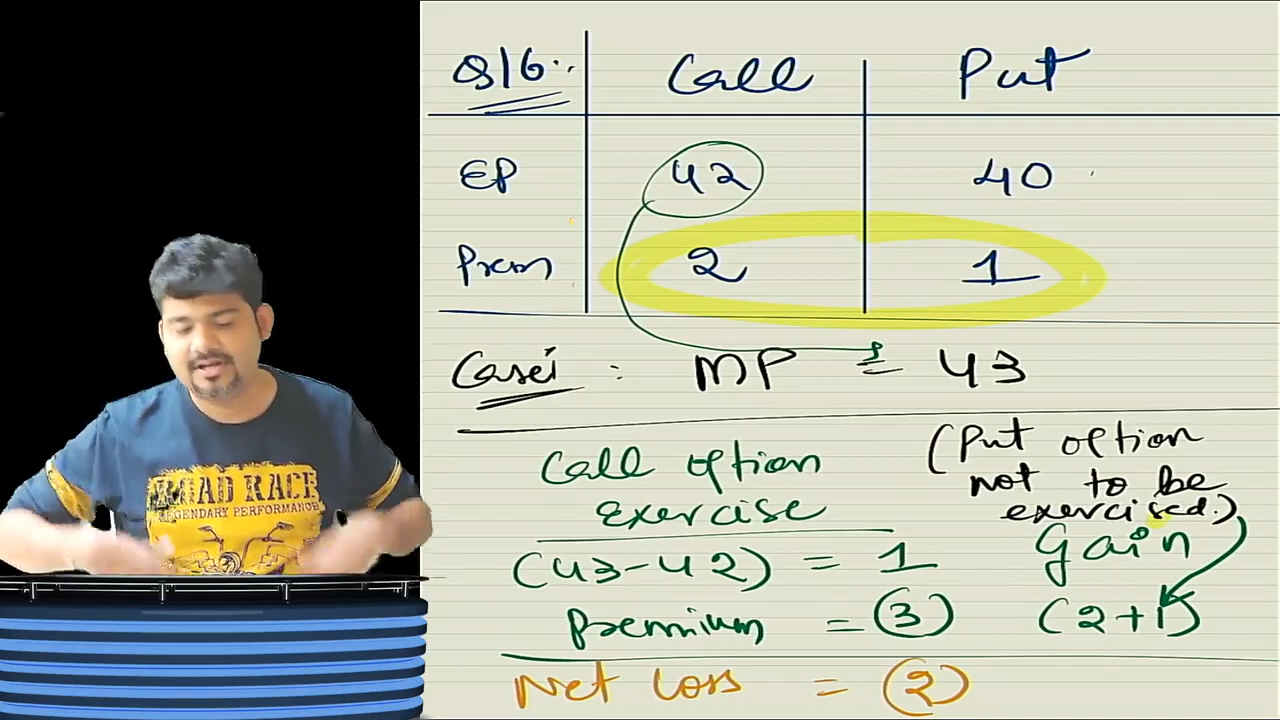 Q16:. Call Put
EP 42 40
Prem 2 1
Case i : MP = 43
Call option
exercise
(Put option
not to be
exercised.)
(43-42) = 1 Gain
Premium = (3) (2+1)
Net Loss = (2)
ROAD RACE
LEGENDARY PERFORMANCE